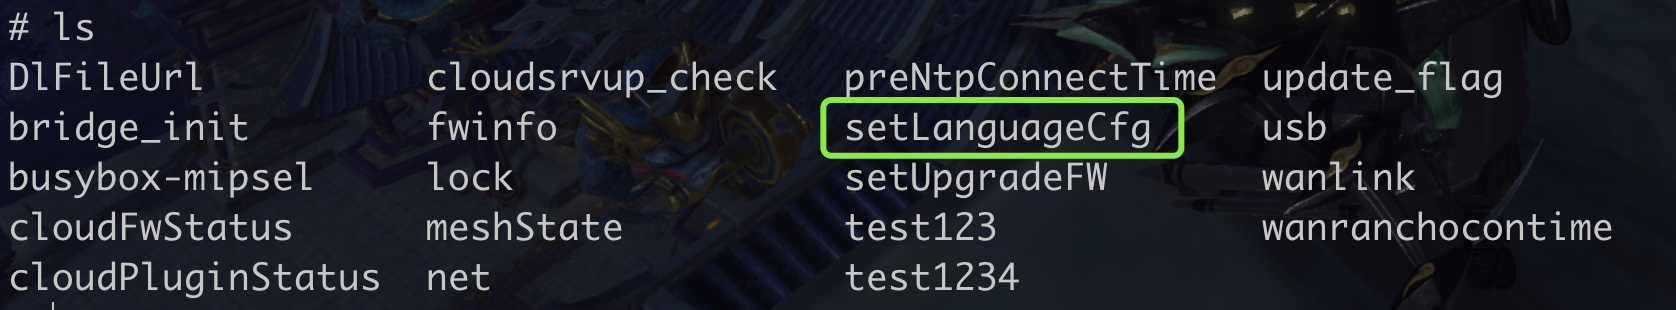 # ls
DlFileUrl cloudsrvup_check preNtpConnectTime update_flag
bridge_init fwinfo setLanguageCfg usb
busybox-mipsel lock setUpgradeFW wanlink
cloudFwStatus meshState test123 wanranchocontime
cloudPluginStatus net test1234